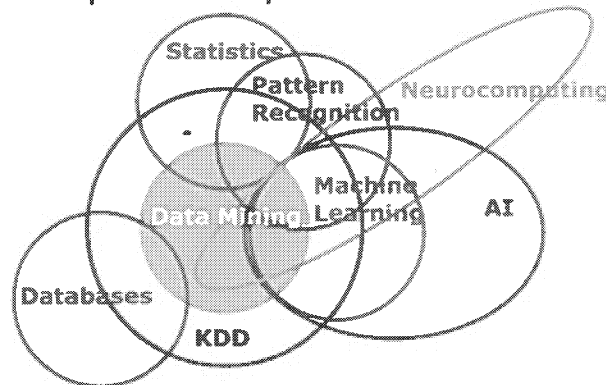 Statistics
Pattern
Recognition
Neurocomputing
Machine
Learning
Data Mining
AI
Databases
KDD